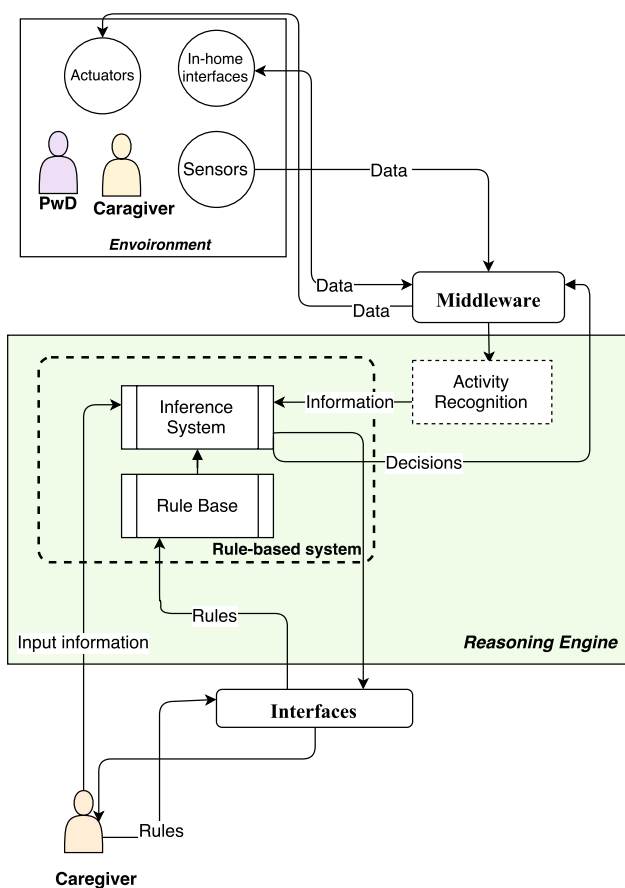 Actuators
In-home
interfaces
Sensors
PwD
Caragiver
Envoironment
Data
Data
Data
Middleware
Activity
Recognition
Information
Inference
System
Decisions
Rule Base
Rule-based system
Rules
Input information
Reasoning Engine
Interfaces
Rules
Caregiver